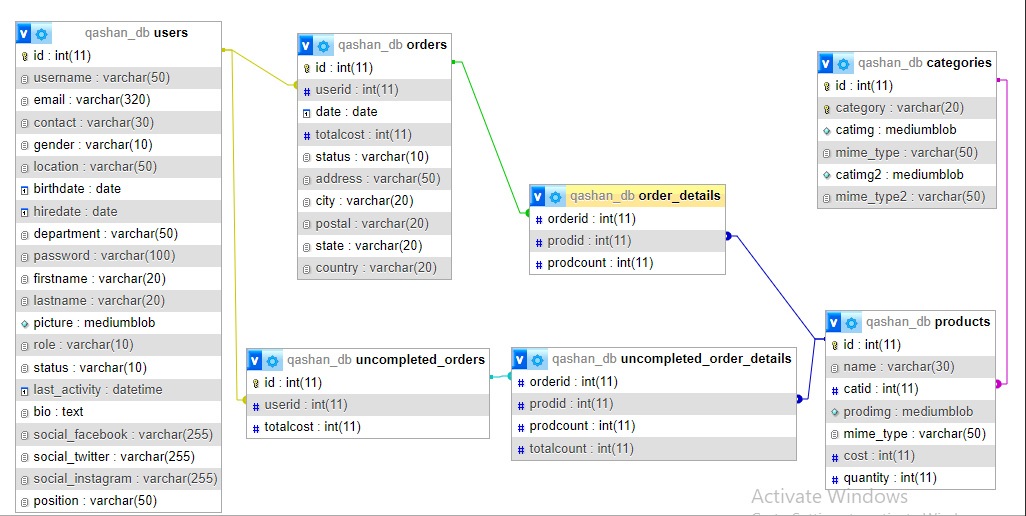 qashan_db users
id : int(11)
username : varchar(50)
email : varchar(320)
contact : varchar(30)
gender : varchar(10)
location : varchar(50)
birthdate : date
hiredate : date
department : varchar(50)
password : varchar(100)
firstname : varchar(20)
lastname : varchar(20)
picture : mediumblob
role : varchar(10)
status : varchar(10)
last_activity : datetime
bio : text
social_facebook : varchar(255)
social_twitter : varchar(255)
social_instagram : varchar(255)
position : varchar(50)
qashan_db orders
id : int(11)
userid : int(11)
date : date
totalcost : int(11)
status : varchar(10)
address : varchar(50)
city : varchar(20)
postal : varchar(20)
state : varchar(20)
country : varchar(20)
qashan_db uncompleted_orders
id : int(11)
userid : int(11)
totalcost : int(11)
qashan_db order_details
orderid : int(11)
prodid : int(11)
prodcount : int(11)
qashan_db uncompleted_order_details
orderid : int(11)
prodid : int(11)
prodcount : int(11)
totalcount : int(11)
qashan_db categories
id : int(11)
category : varchar(20)
catimg : mediumblob
mime_type : varchar(50)
catimg2 : mediumblob
mime_type2 : varchar(50)
qashan_db products
id : int(11)
name : varchar(30)
catid : int(11)
prodimg : mediumblob
mime_type : varchar(50)
cost : int(11)
quantity : int(11)
Activate Windows